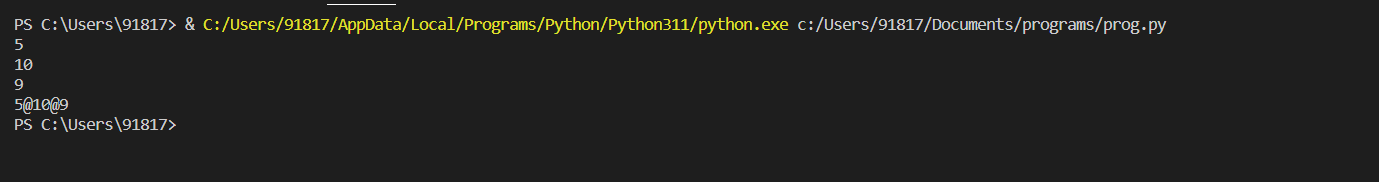 PS C:\Users\91817> & C:/Users/91817/AppData/Local/Programs/Python/Python311/python.exe c:/Users/91817/Documents/programs/prog.py
5
10
9
5@10@9
PS C:\Users\91817>